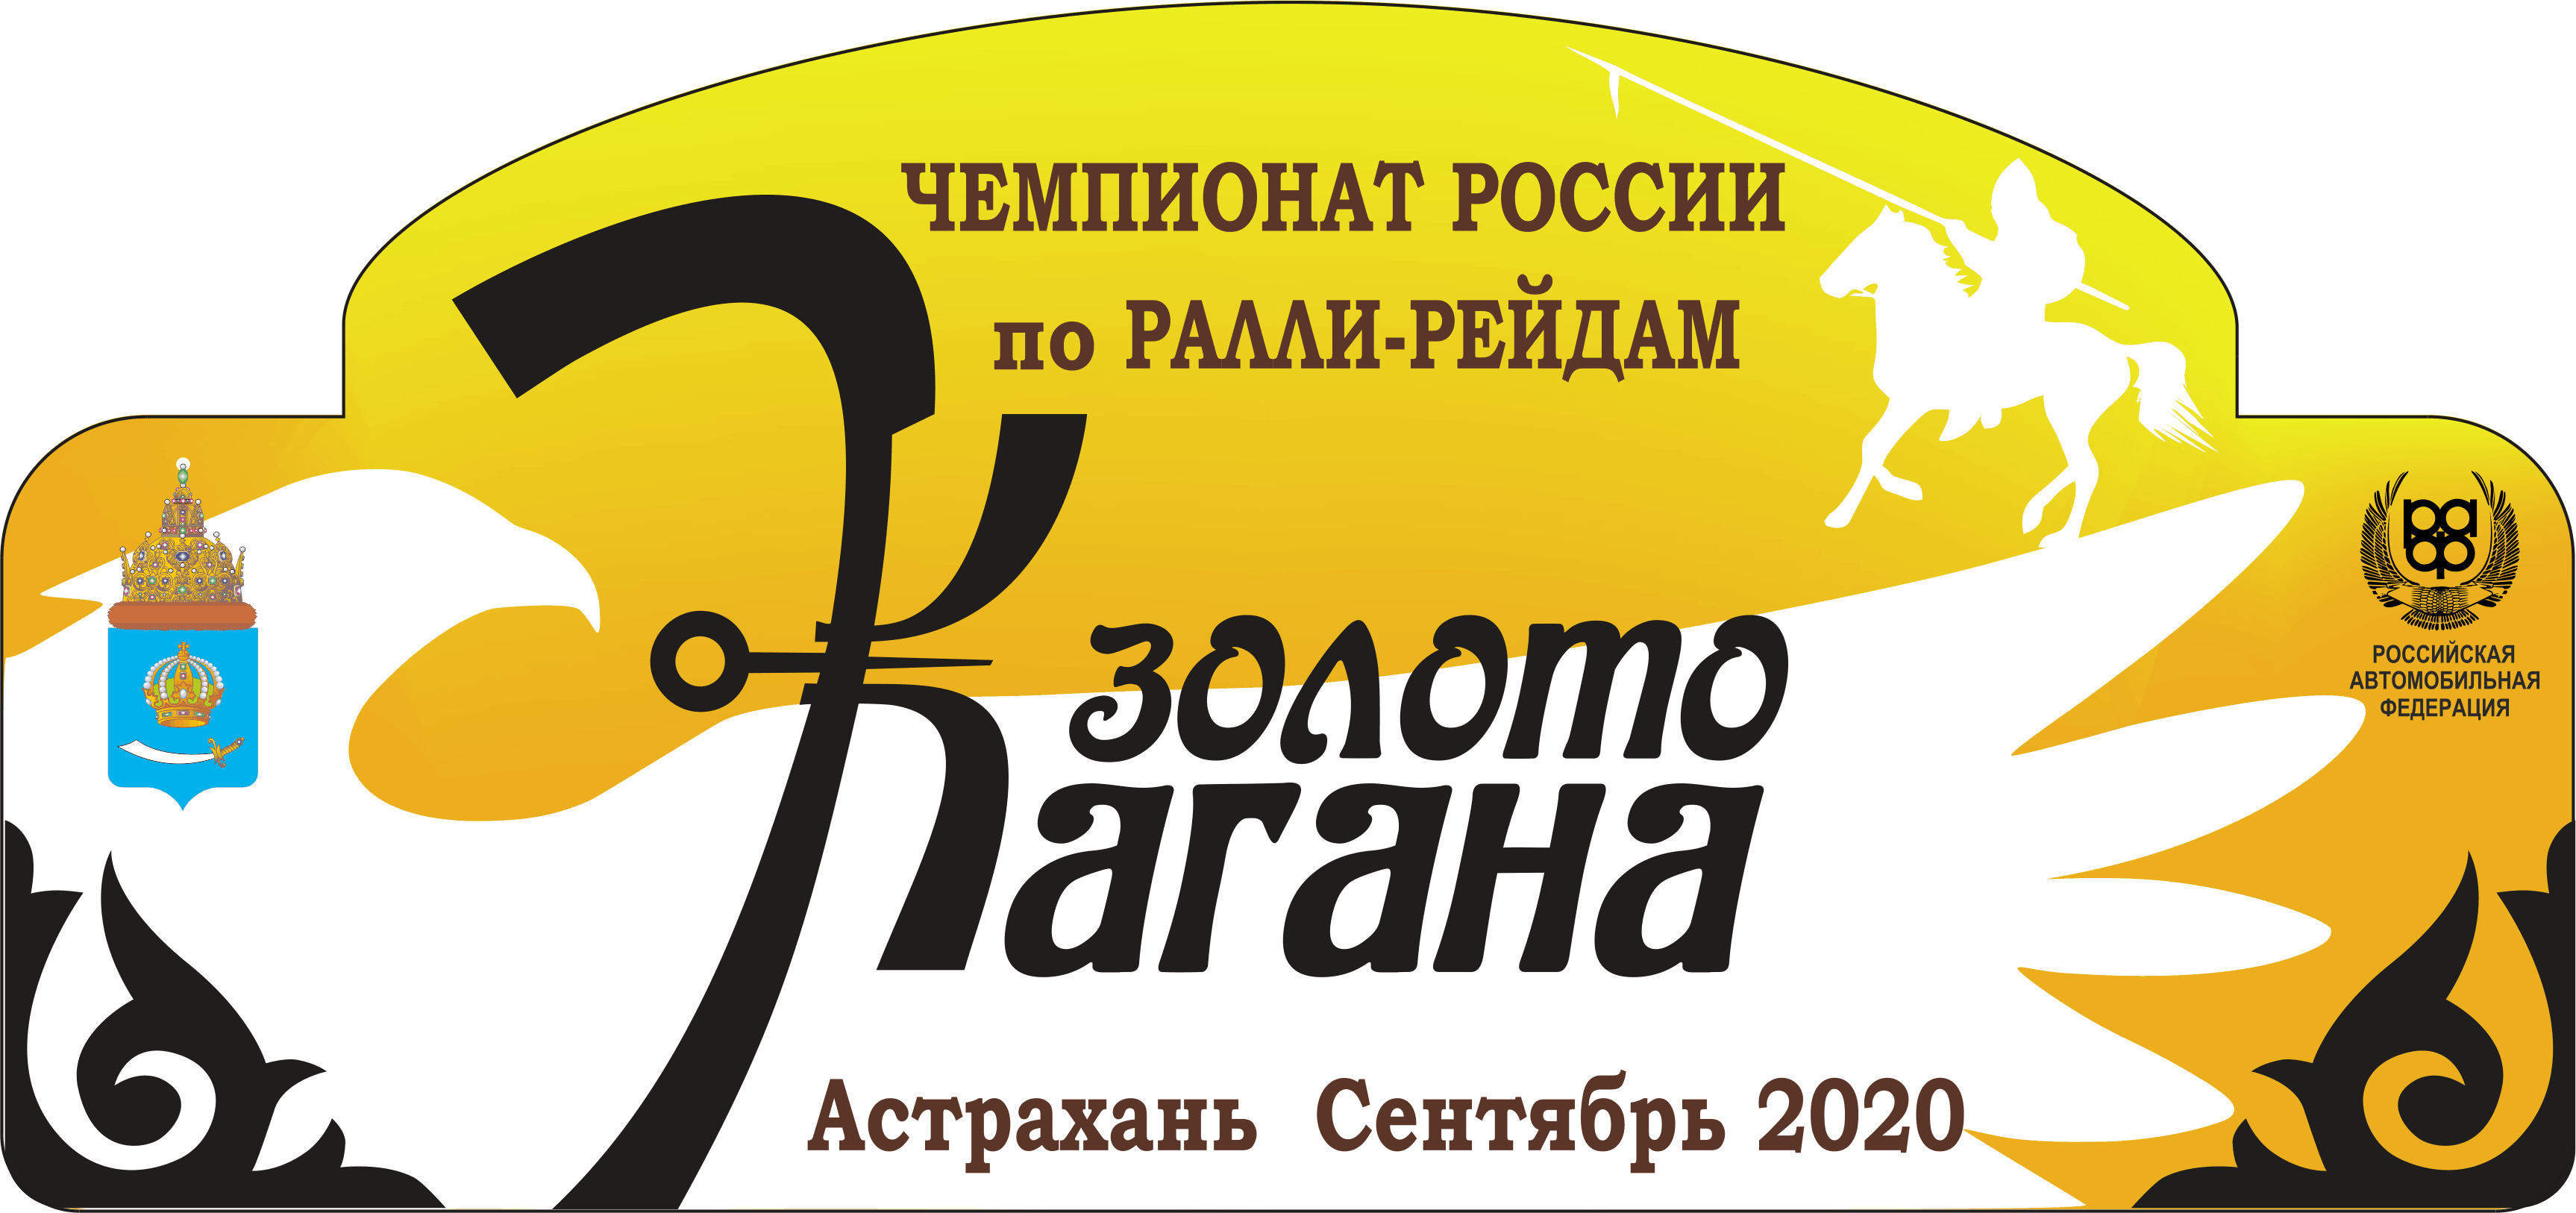 ЧЕМПИОНАТ РОССИИ
по РАЛЛИ-РЕЙДАМ
золото
Кагана
РАФ
РОССИЙСКАЯ
АВТОМОБИЛЬНАЯ
ФЕДЕРАЦИЯ
Астрахань Сентябрь 2020